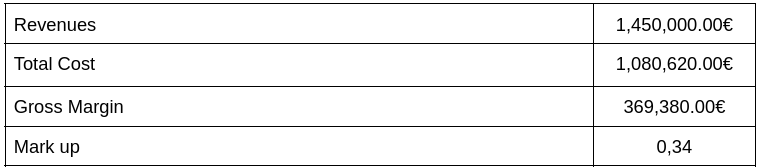 Revenues 1,450,000.00€
Total Cost 1,080,620.00€
Gross Margin 369,380.00€
Mark up 0,34